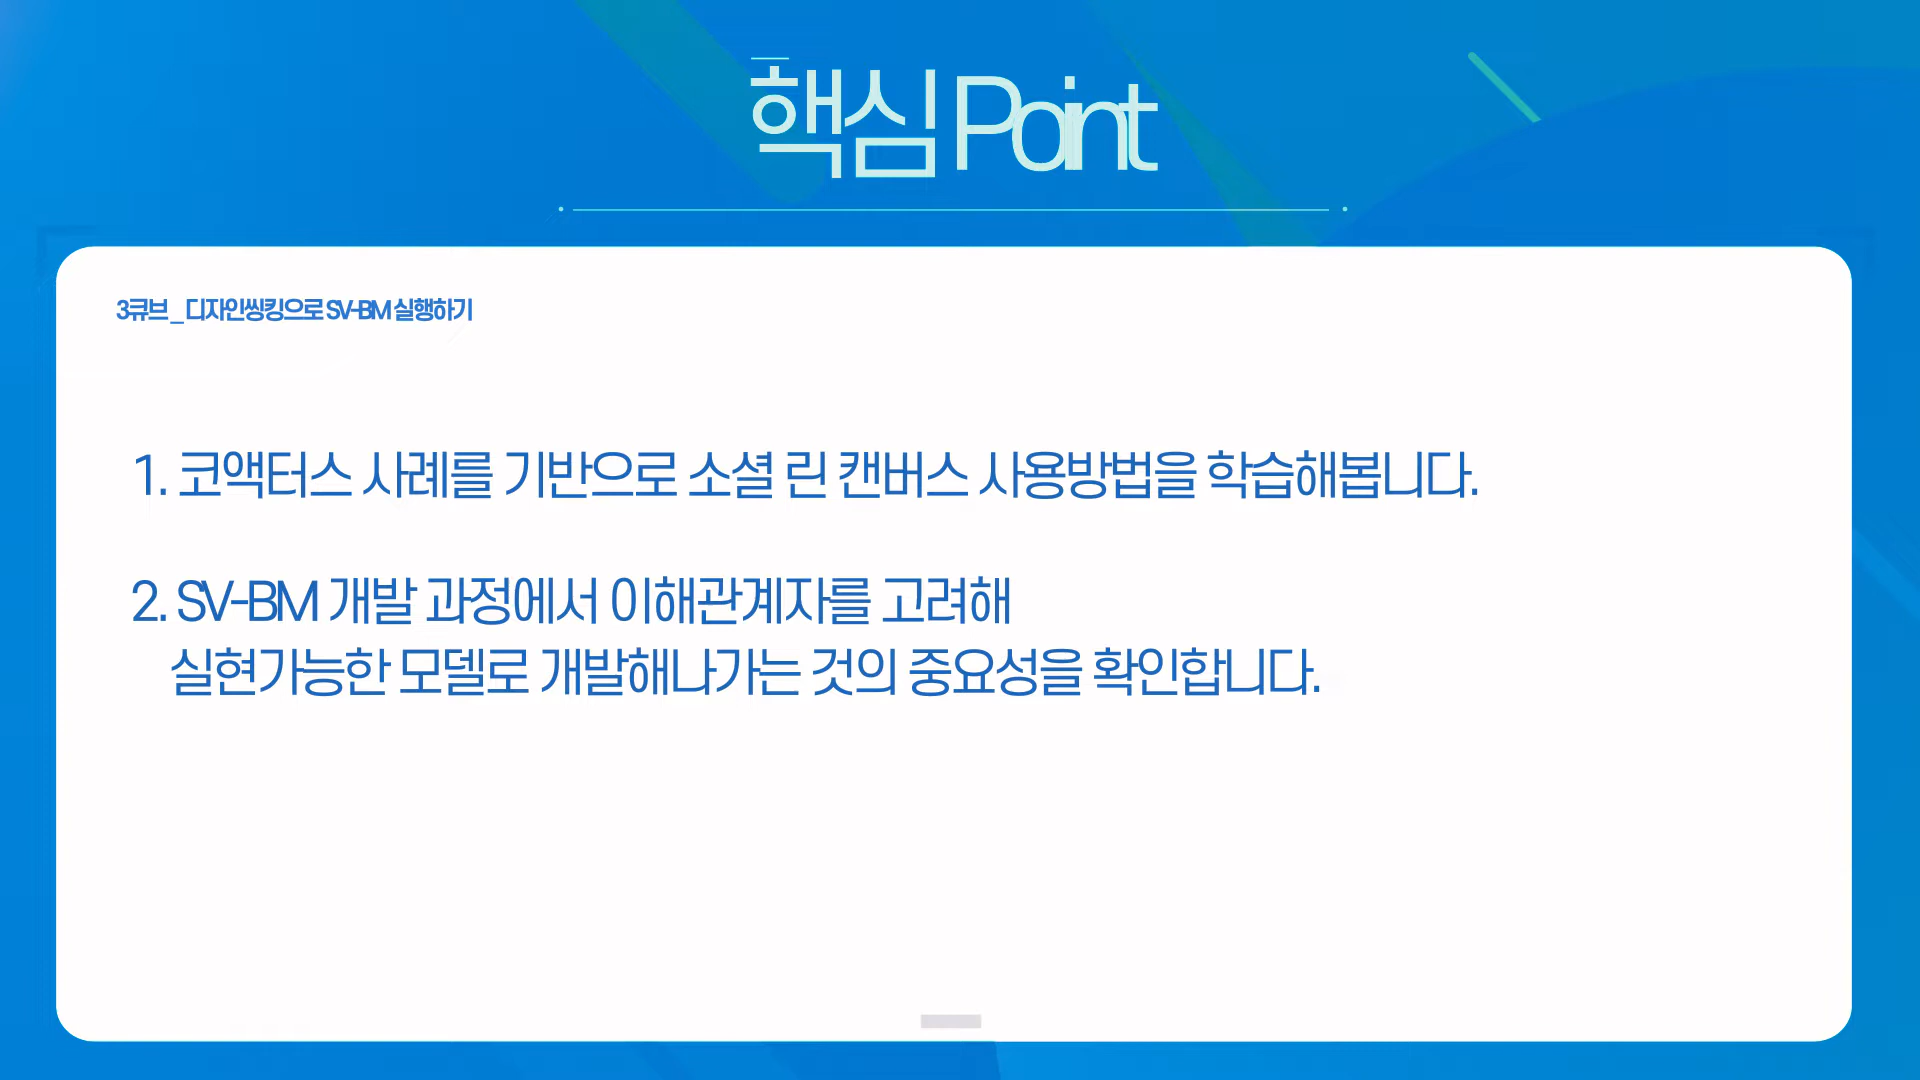 핵심 Point
3큐브_디자인씽킹으로 SV-BM 실행하기
1. 코액터스 사례를 기반으로 소셜 린 캔버스 사용방법을 학습해봅니다.
2. SV-BM 개발 과정에서 이해관계자를 고려해
실현가능한 모델로 개발해나가는 것의 중요성을 확인합니다.